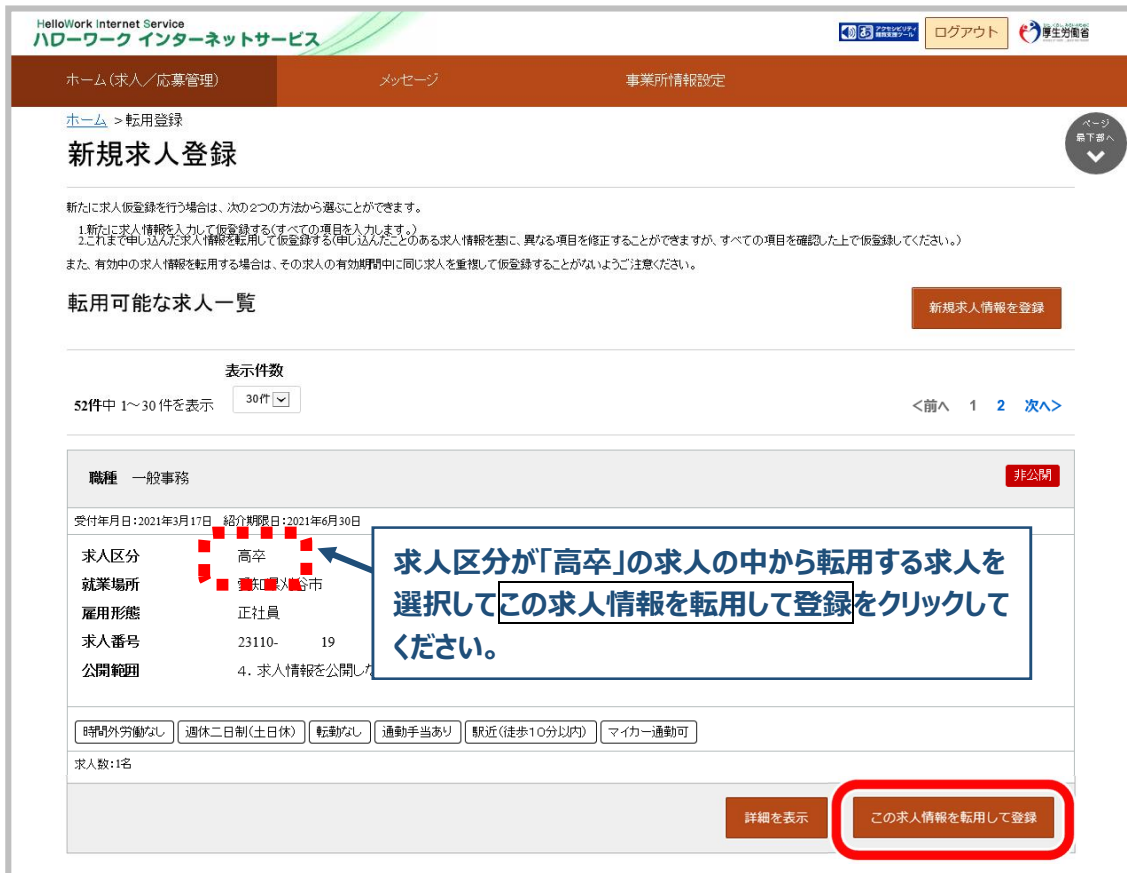 HelloWork Internet Service
ハローワーク インターネットサービス
ログアウト
厚生労働省
ホーム(求人/応募管理)
メッセージ
事業所情報設定
ホーム >転用登録
ページ
最下部へ
新規求人登録
新たに求人仮登録を行う場合は、次の2つの方法から選ぶことができます。
1.新たに求人情報を入力して仮登録する(すべての項目を入力します。)
2.これまで申し込んだ求人情報を転用して仮登録する(申し込んだことのある求人情報を基に、異なる項目を修正することができますが、すべての項目を確認した上で仮登録してください。)
また、有効中の求人情報を転用する場合は、その求人の有効期間中に同じ求人を重複して仮登録することがないようご注意ください。
転用可能な求人一覧
新規求人情報を登録
表示件数
52件中 1~30 件を表示
30件
<前へ 1 2 次へ>
職種 一般事務
非公開
受付年月日:2021年3月17日 紹介期限日:2021年6月30日
求人区分 高卒
就業場所 愛知県刈谷市
雇用形態 正社員
求人番号 23110- 19
公開範囲 4.求人情報を公開しな
求人区分が「高卒」の求人の中から転用する求人を
選択してこの求人情報を転用して登録をクリックして
ください。
時間外労働なし 週休二日制(土日休) 転勤なし 通勤手当あり 駅近(徒歩10分以内) マイカー通勤可
求人数:1名
詳細を表示
この求人情報を転用して登録